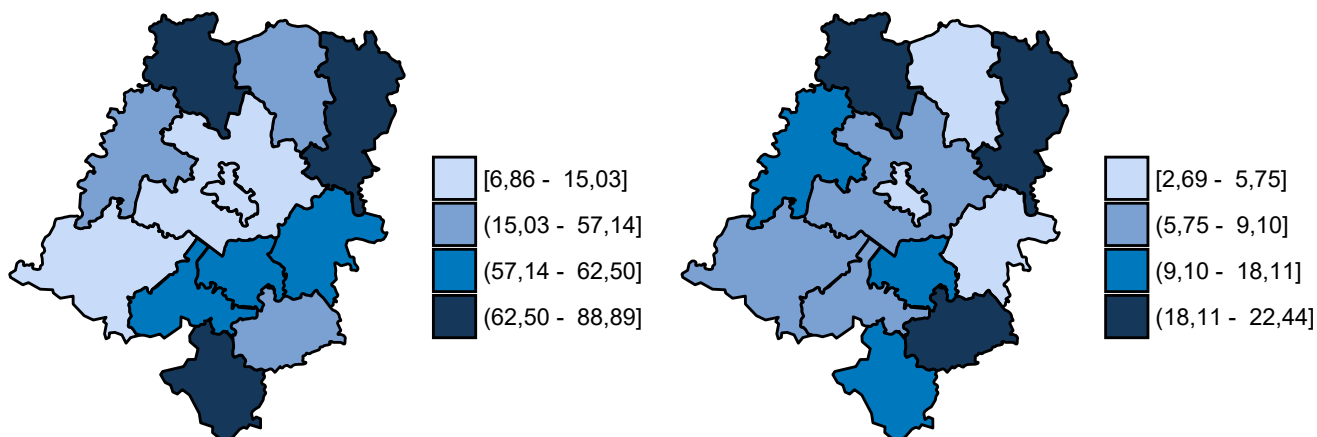 [6,86 - 15,03]
(15,03 - 57,14]
(57,14 - 62,50]
(62,50 - 88,89]
[2,69 - 5,75]
(5,75 - 9,10]
(9,10 - 18,11]
(18,11 - 22,44]